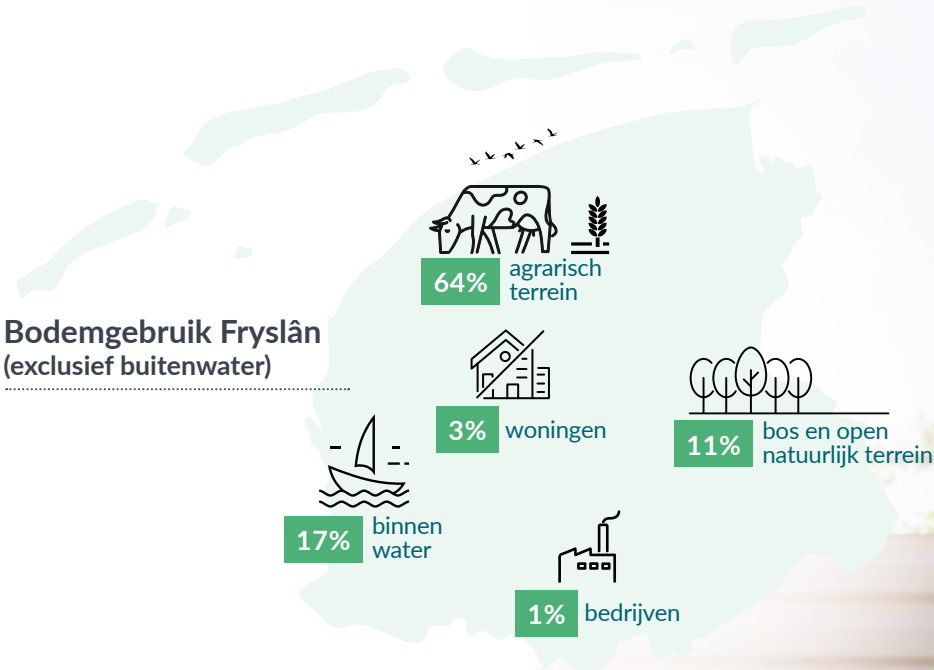 64%
agrarisch
terrein
Bodemgebruik Fryslân
(exclusief buitenwater)
3%
woningen
11%
bos en open
natuurlijk terrein
17%
binnen
water
1%
bedrijven